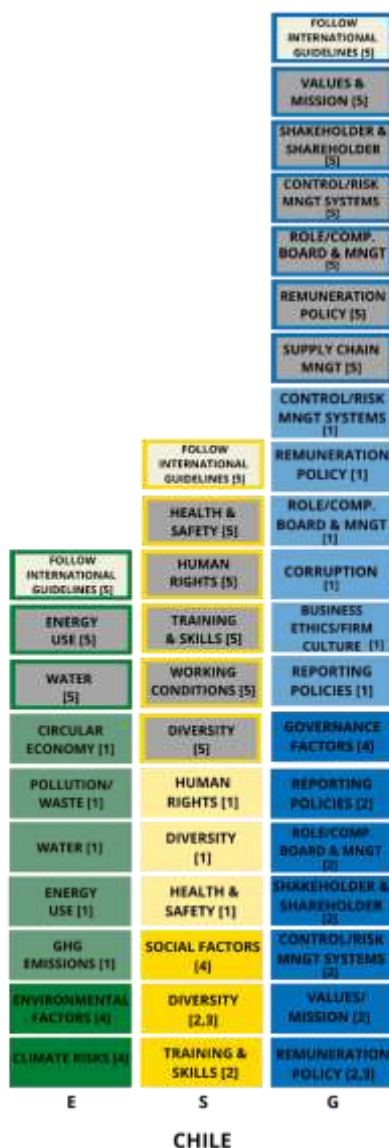 FOLLOW
INTERNATIONAL
GUIDELINES [5]
ENERGY
USE [5]
WATER
[5]
CIRCULAR
ECONOMY [1]
POLLUTION/
WASTE [1]
WATER [1]
ENERGY
USE [1]
GHG
EMISSIONS [1]
ENVIRONMENTAL
FACTORS [4]
CLIMATE RISKS [4]
E
FOLLOW
INTERNATIONAL
GUIDELINES [5]
HEALTH &
SAFETY [5]
HUMAN
RIGHTS [5]
TRAINING
& SKILLS [5]
WORKING
CONDITIONS [5]
DIVERSITY
[5]
HUMAN
RIGHTS [1]
DIVERSITY
[1]
HEALTH &
SAFETY [1]
SOCIAL FACTORS
[4]
DIVERSITY
[2,3]
TRAINING &
SKILLS [2]
S
FOLLOW
INTERNATIONAL
GUIDELINES [5]
VALUES &
MISSION [5]
SHAKEHOLDER &
SHAREHOLDER
[5]
CONTROL/RISK
MNGT SYSTEMS
[5]
ROLE/COMP.
BOARD & MNGT
[5]
REMUNERATION
POLICY [5]
SUPPLY CHAIN
MNGT [5]
CONTROL/RISK
MNGT SYSTEMS
[1]
REMUNERATION
POLICY [1]
ROLE/COMP.
BOARD & MNGT
[1]
CORRUPTION
[1]
BUSINESS
ETHICS/FIRM
CULTURE [1]
REPORTING
POLICIES [1]
GOVERNANCE
FACTORS [4]
REPORTING
POLICIES [2]
ROLE/COMP.
BOARD & MNGT
[2]
SHAKEHOLDER &
SHAREHOLDER
[2]
CONTROL/RISK
MNGT SYSTEMS
[2]
VALUES/
MISSION [2]
REMUNERATION
POLICY [2,3]
G
CHILE